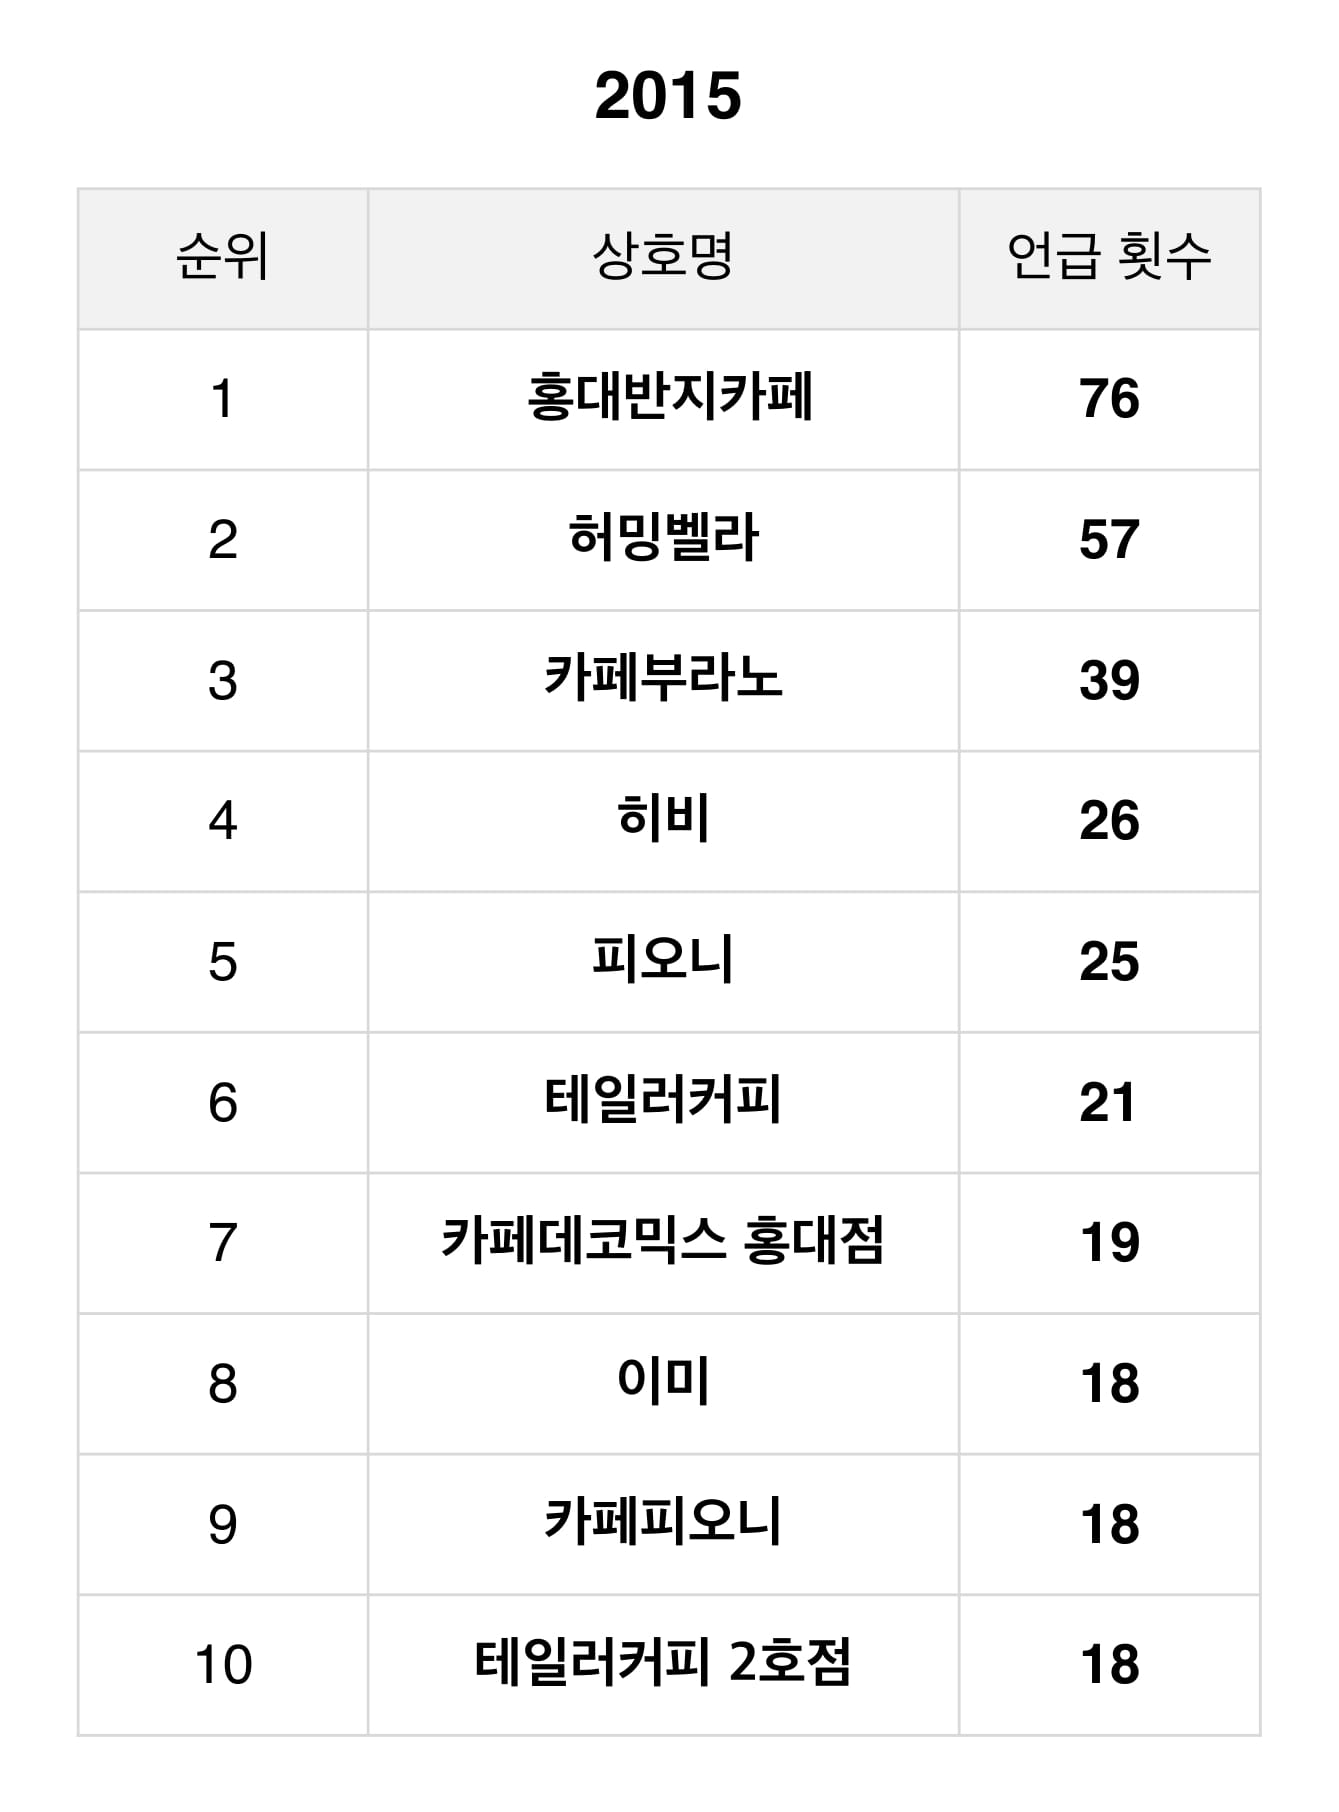 2015
순위 상호명 언급 횟수
1 홍대반지카페 76
2 허밍벨라 57
3 카페부라노 39
4 히비 26
5 피오니 25
6 테일러커피 21
7 카페데코믹스 홍대점 19
8 이미 18
9 카페피오니 18
10 테일러커피 2호점 18